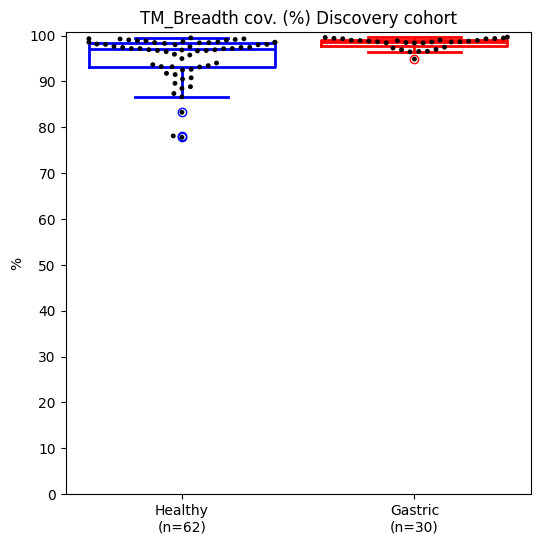 TM_Breadth cov. (%) Discovery cohort
100
90
80
70
60
50
40
30
20
10
0
%
Healthy
(n=62)
Gastric
(n=30)